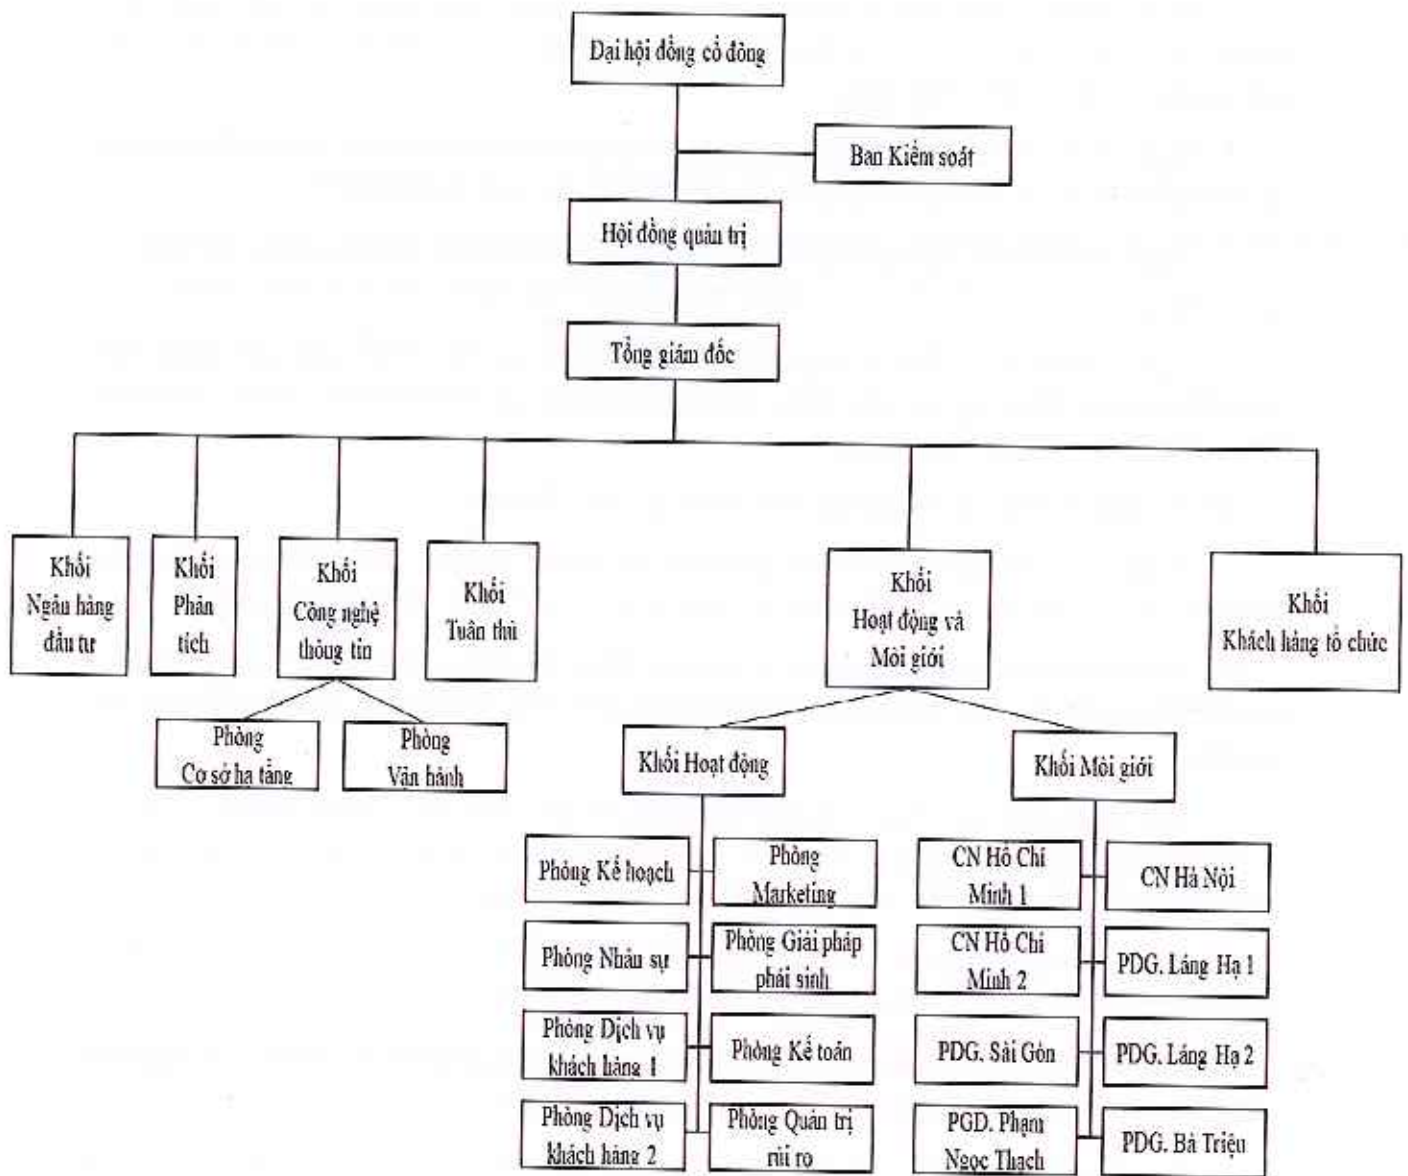 Đại hội đồng cổ đông
Ban Kiểm soát
Hội đồng quản trị
Tổng giám đốc
Khối
Ngân hàng
đầu tư
Khối
Phân
tích
Khối
Công nghệ
thông tin
Khối
Tuân thủ
Khối
Hoạt động và
Môi giới
Khối
Khách hàng tổ chức
Phòng
Cơ sở hạ tầng
Phòng
Vận hành
Khối Hoạt động
Khối Môi giới
Phòng Kế hoạch
Phòng
Marketing
CN Hồ Chí
Minh 1
CN Hà Nội
Phòng Nhân sự
Phòng Giải pháp
phái sinh
CN Hồ Chí
Minh 2
PDG. Láng Hạ 1
Phòng Dịch vụ
khách hàng 1
Phòng Kế toán
PDG. Sài Gòn
PDG. Láng Hạ 2
Phòng Dịch vụ
khách hàng 2
Phòng Quản trị
rủi ro
PGD. Phạm
Ngọc Thạch
PDG. Bà Triệu